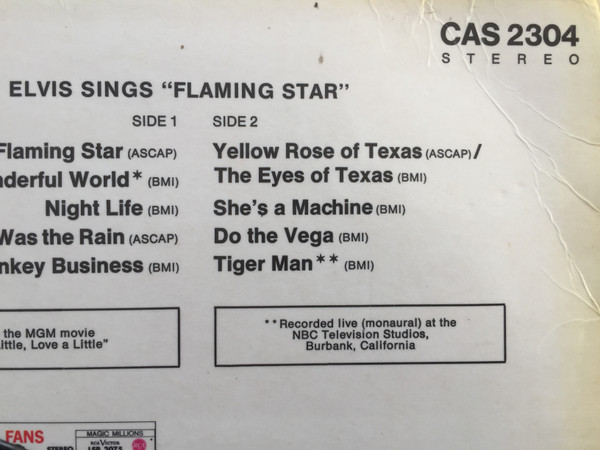 CAS 2304
STEREO
ELVIS SINGS "FLAMING STAR"
SIDE 1
Flaming Star (ASCAP)
nderful World* (BMI)
Night Life (BMI)
Was the Rain (ASCAP)
nkey Business (BMI)
SIDE 2
Yellow Rose of Texas (ASCAP)/
The Eyes of Texas (BMI)
She's a Machine (BMI)
Do the Vega (BMI)
Tiger Man** (BMI)
the MGM movie
ittle, Love a Little"
**Recorded live (monaural) at the
NBC Television Studios,
Burbank, California
FANS
STEREO
MAGIC MILLIONS
RCA VICTOR